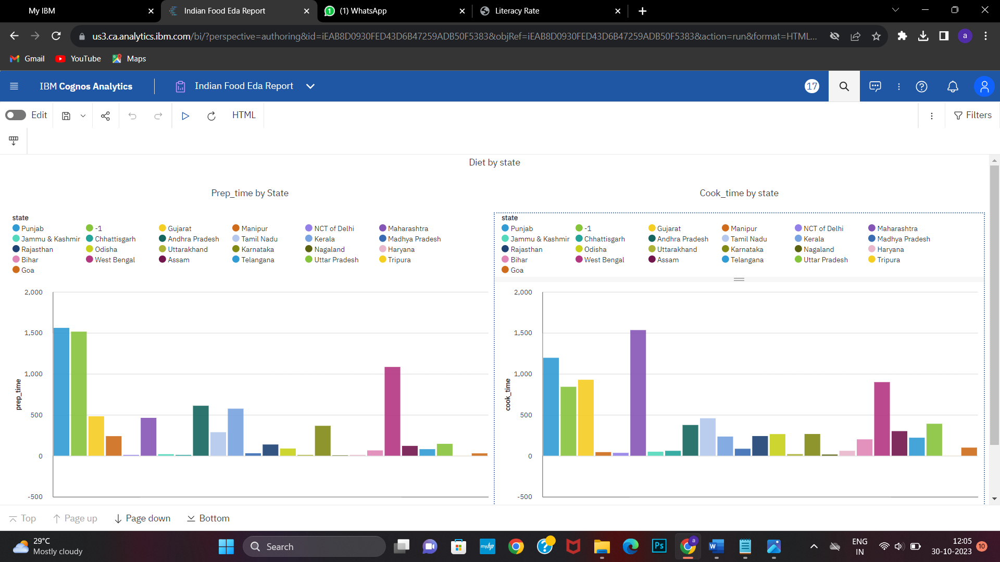 My IBM
Indian Food Eda Report
(1) WhatsApp
Literacy Rate
us3.ca.analytics.ibm.com/bi/?perspective=authoring&id=iEAB8D0930FED43D6B47259ADB50F5383&objRef=iEAB8D0930FED43D6B47259ADB50F5383&action=run&format=HTML...
a
Gmail YouTube Maps
IBM Cognos Analytics
Indian Food Eda Report
17
Edit
HTML
Filters
Diet by state
Prep_time by State
state
Punjab -1 Gujarat Manipur NCT of Delhi Maharashtra
Jammu & Kashmir Chhattisgarh Andhra Pradesh Tamil Nadu Kerala Madhya Pradesh
Rajasthan Odisha Uttarakhand Karnataka Nagaland Haryana
Bihar West Bengal Assam Telangana Uttar Pradesh Tripura
Goa
2,000
1,500
1,000
500
0
-500
prep_time
Cook_time by state
state
Punjab -1 Gujarat Manipur NCT of Delhi Maharashtra
Jammu & Kashmir Chhattisgarh Andhra Pradesh Tamil Nadu Kerala Madhya Pradesh
Rajasthan Odisha Uttarakhand Karnataka Nagaland Haryana
Bihar West Bengal Assam Telangana Uttar Pradesh Tripura
Goa
2,000
1,500
1,000
500
0
-500
cook_time
Top Page up Page down Bottom
29°C
Mostly cloudy
Search
myhp
Ps
a
W
ENG
IN
12:05
30-10-2023
10